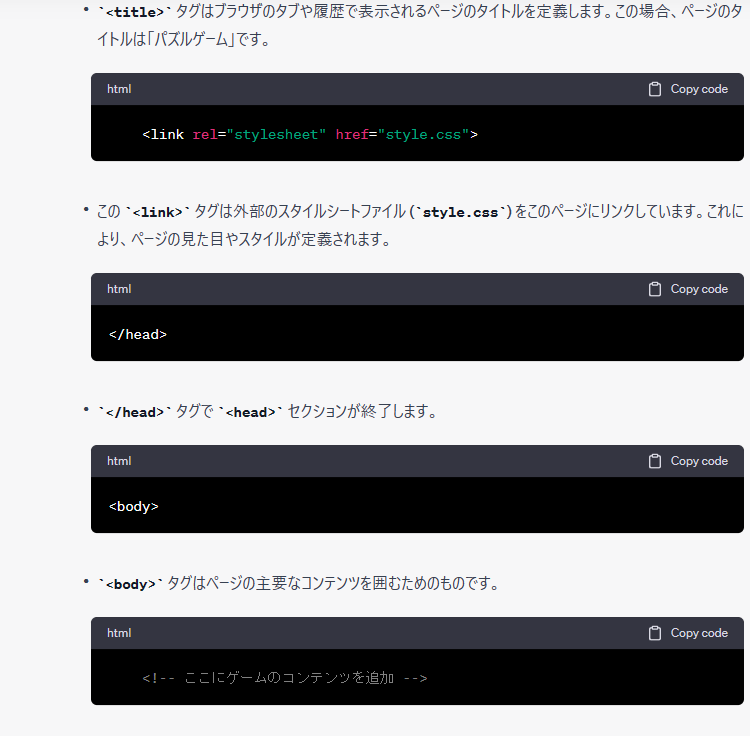 • `<title>` タグはブラウザのタブや履歴で表示されるページのタイトルを定義します。この場合、ページのタ
イトルは「パズルゲーム」です。
html Copy code
<link rel="stylesheet" href="style.css">
• この `<link>` タグは外部のスタイルシートファイル (`style.css`) をこのページにリンクしています。これに
より、ページの見た目やスタイルが定義されます。
html Copy code
</head>
• `</head>` タグで `<head>` セクションが終了します。
html Copy code
<body>
• `<body>` タグはページの主要なコンテンツを囲むためのものです。
html Copy code
<!-- ここにゲームのコンテンツを追加 -->